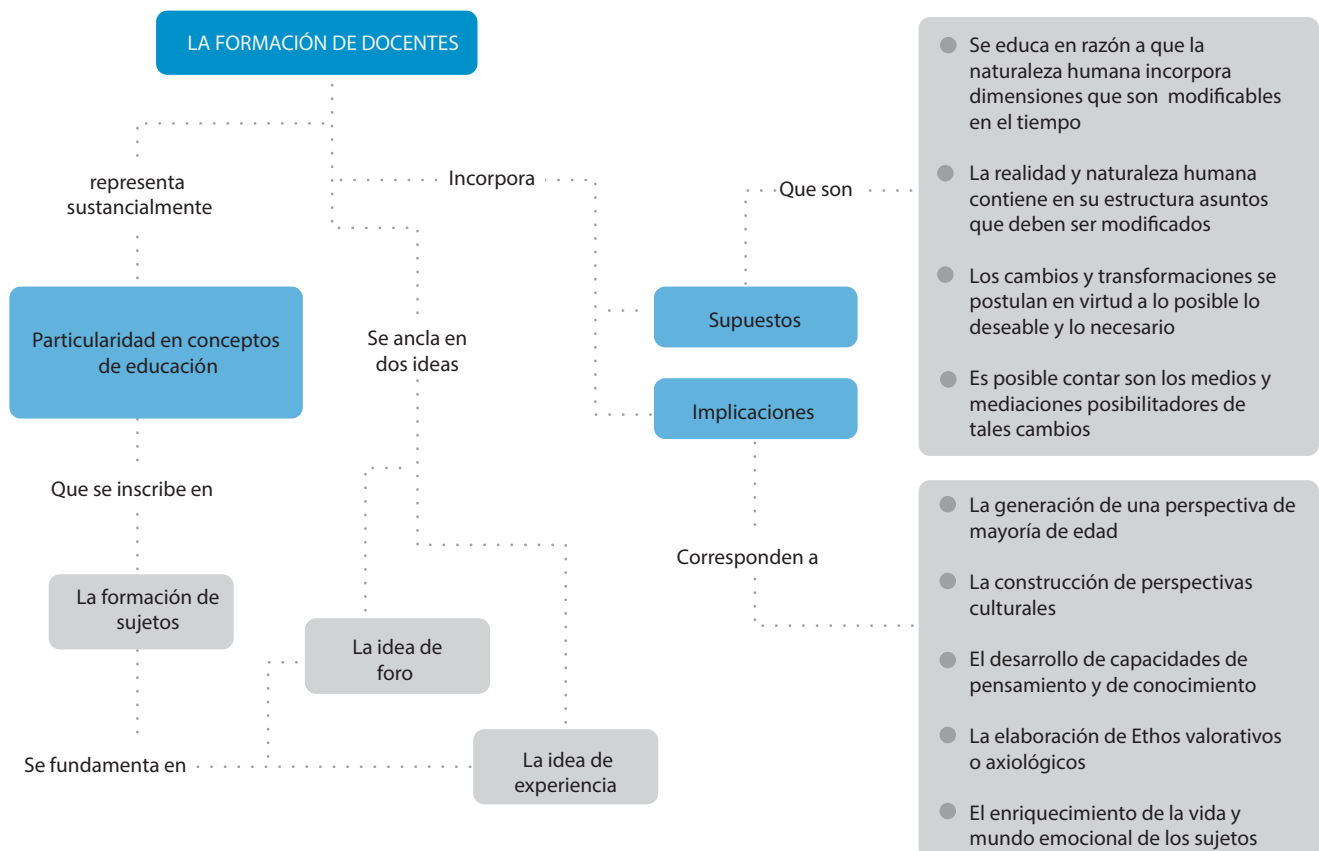 LA FORMACIÓN DE DOCENTES
representa
sustancialmente
Particularidad en conceptos
de educación
Que se inscribe en
La formación de
sujetos
Se fundamenta en
Se ancla en
dos ideas
La idea de
foro
La idea de
experiencia
Incorpora
Supuestos
Implicaciones
Que son
Se educa en razón a que la
naturaleza humana incorpora
dimensiones que son modificables
en el tiempo
La realidad y naturaleza humana
contiene en su estructura asuntos
que deben ser modificados
Los cambios y transformaciones se
postulan en virtud a lo posible lo
deseable y lo necesario
Es posible contar son los medios y
mediaciones posibilitadores de
tales cambios
Corresponden a
La generación de una perspectiva de
mayoría de edad
La construcción de perspectivas
culturales
El desarrollo de capacidades de
pensamiento y de conocimiento
La elaboración de Ethos valorativos
o axiológicos
El enriquecimiento de la vida y
mundo emocional de los sujetos